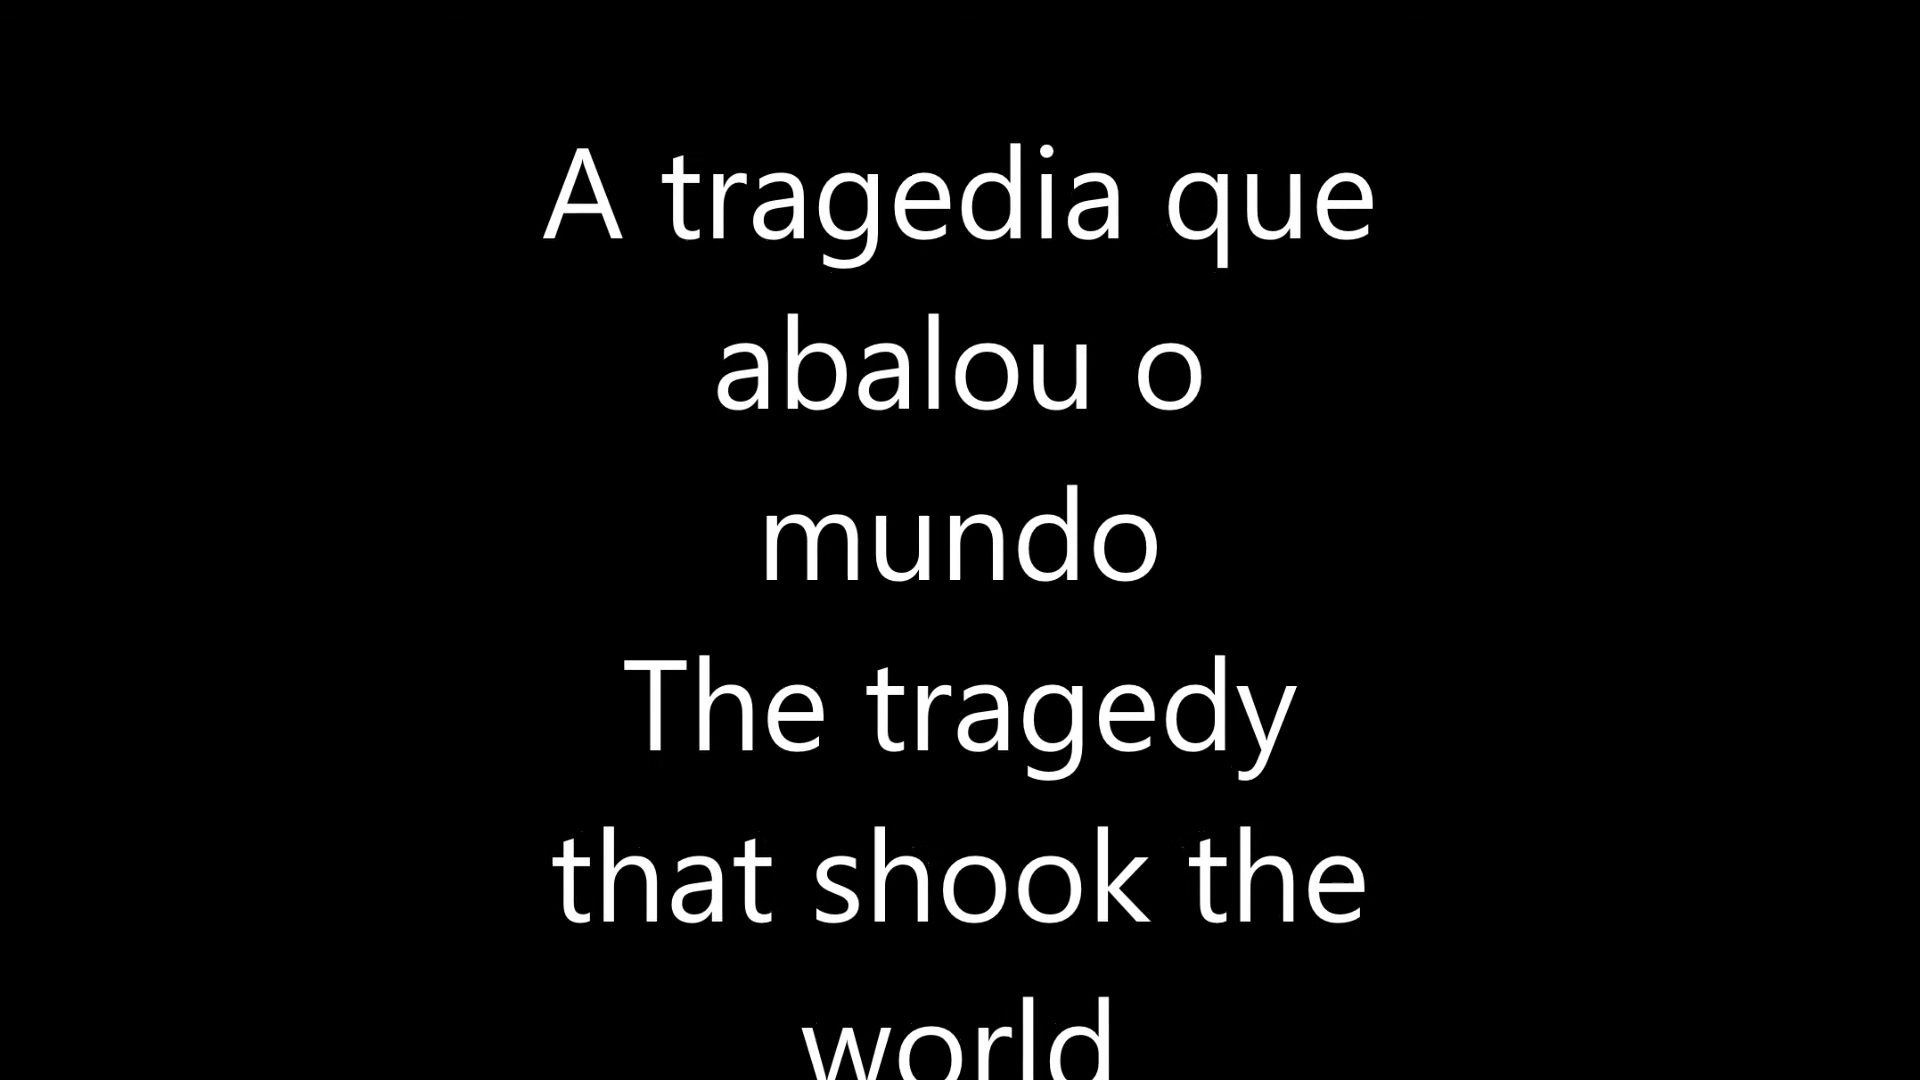 A tragedia que
abalou o
mundo
The tragedy
that shook the
world